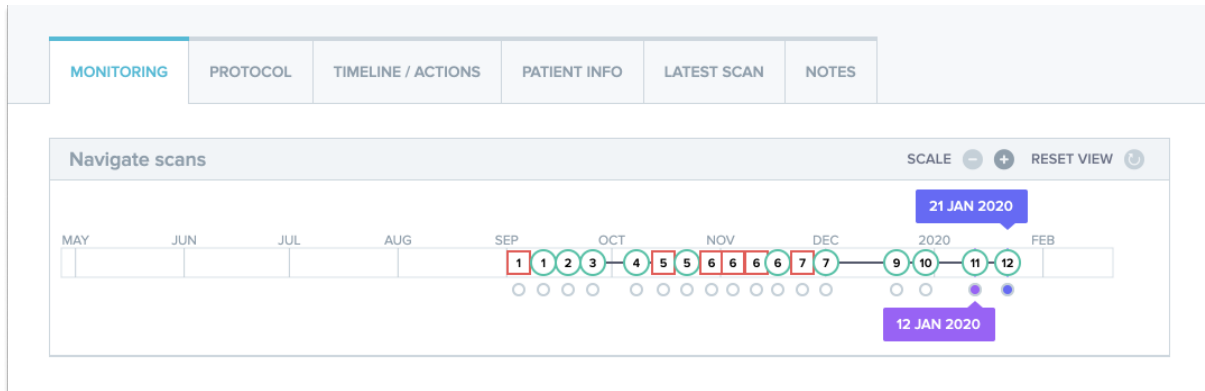 MONITORING PROTOCOL TIMELINE / ACTIONS PATIENT INFO LATEST SCAN NOTES
Navigate scans SCALE RESET VIEW
21 JAN 2020
MAY JUN JUL AUG SEP OCT NOV DEC 2020 FEB
1 1 2 3 4 5 5 6 6 6 6 7 7 9 10 11 12
12 JAN 2020